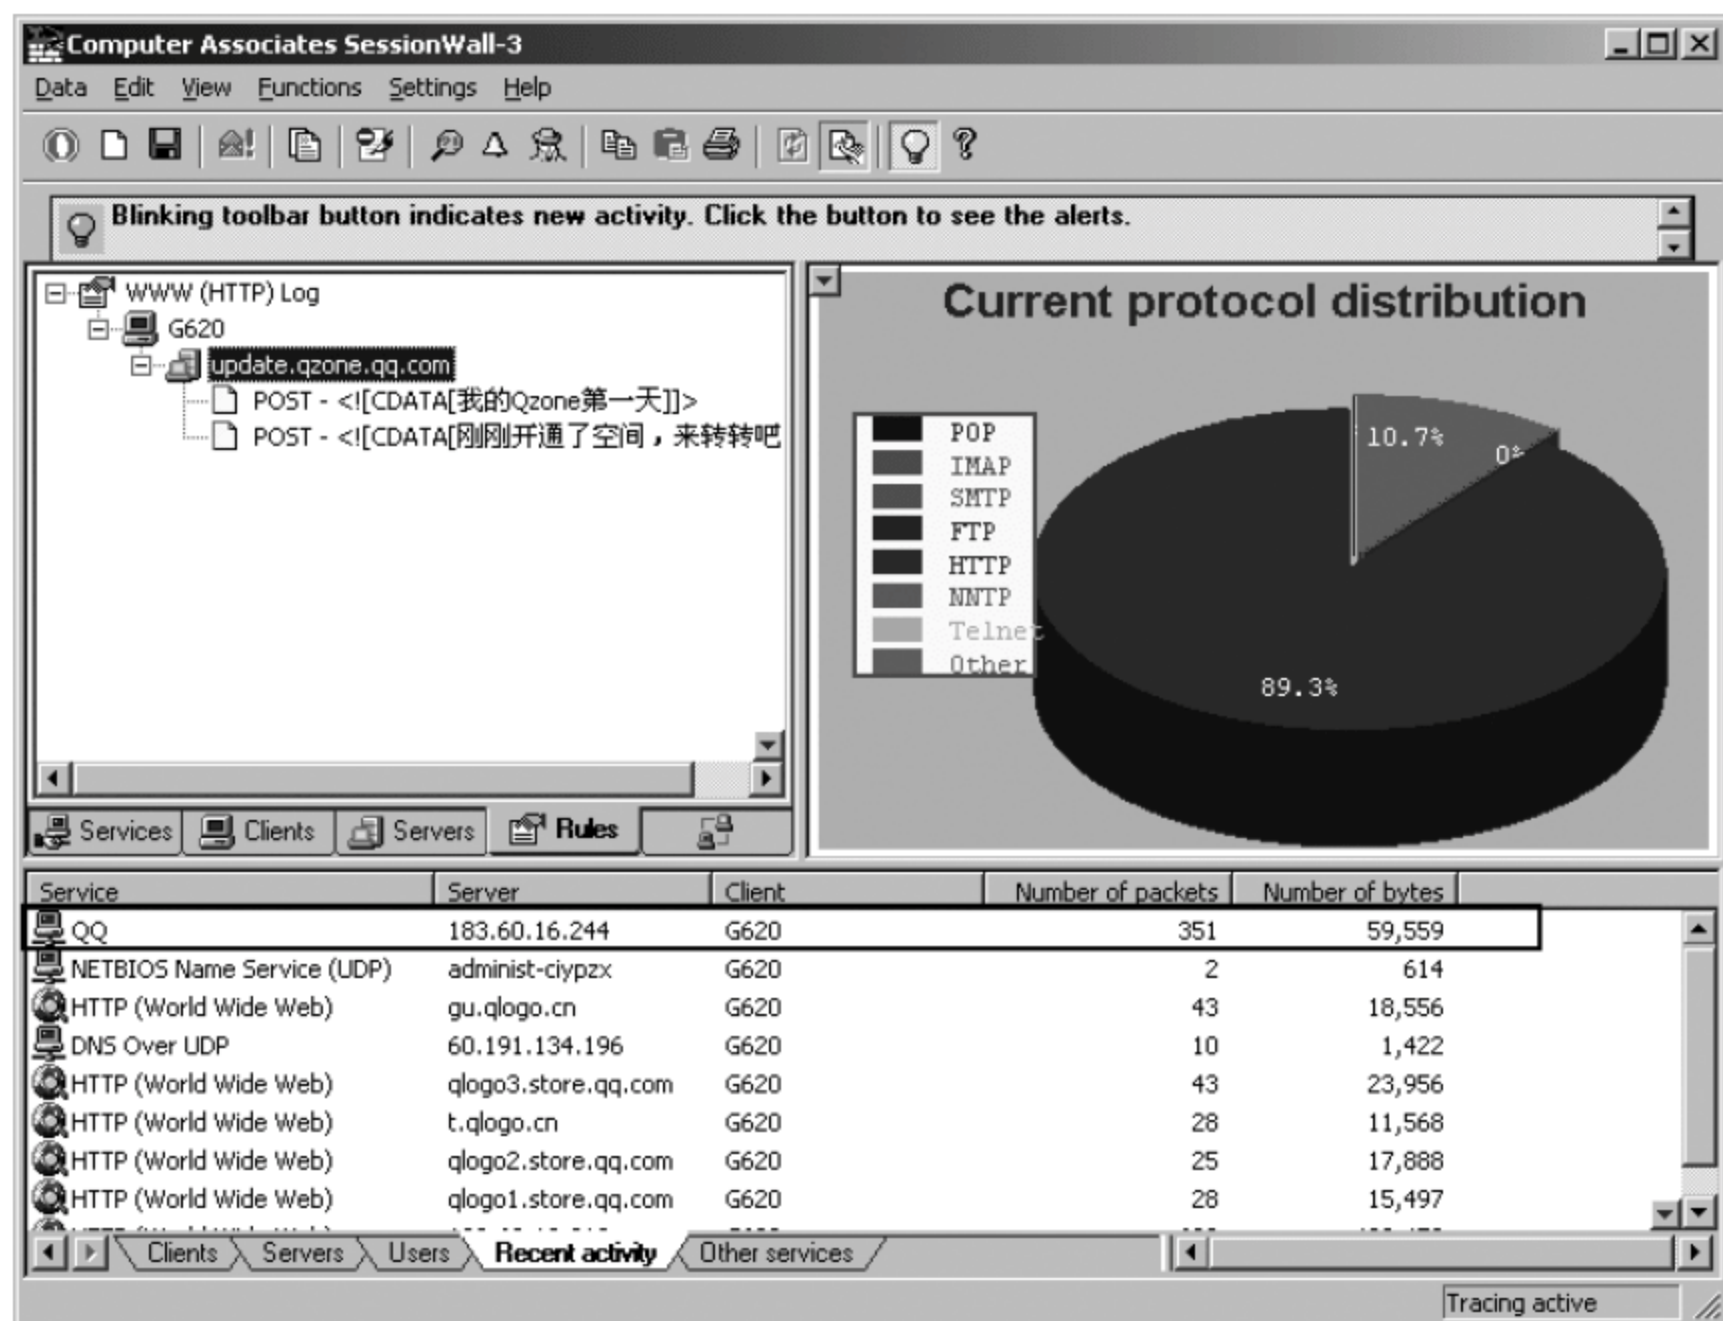 Computer Associates SessionWall-3
Data Edit View Functions Settings Help
Blinking toolbar button indicates new activity. Click the button to see the alerts.
WWW (HTTP) Log
G620
update.qzone.qq.com
POST - <![CDATA[我的Qzone第一天]]>
POST - <![CDATA[刚刚开通了空间，来转转吧
Services Clients Servers Rules
Current protocol distribution
POP
IMAP
SMTP
FTP
HTTP
NNTP
Telnet
Other
10.7%
0%
89.3%
Service Server Client Number of packets Number of bytes
QQ 183.60.16.244 G620 351 59,559
NETBIOS Name Service (UDP) administ-ciypzx G620 2 614
HTTP (World Wide Web) gu.qlogo.cn G620 43 18,556
DNS Over UDP 60.191.134.196 G620 10 1,422
HTTP (World Wide Web) qlogo3.store.qq.com G620 43 23,956
HTTP (World Wide Web) t.qlogo.cn G620 28 11,568
HTTP (World Wide Web) qlogo2.store.qq.com G620 25 17,888
HTTP (World Wide Web) qlogo1.store.qq.com G620 28 15,497
Clients Servers Users Recent activity Other services
Tracing active